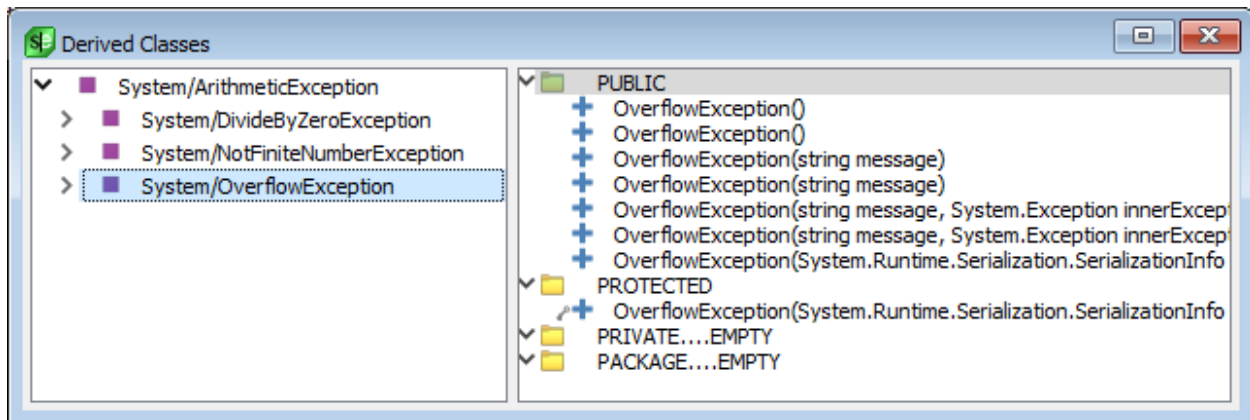 Derived Classes
System/ArithmeticException
System/DivideByZeroException
System/NotFiniteNumberException
System/OverflowException
PUBLIC
OverflowException()
OverflowException()
OverflowException(string message)
OverflowException(string message)
OverflowException(string message, System.Exception innerExcept
OverflowException(string message, System.Exception innerExcept
OverflowException(System.Runtime.Serialization.SerializationInfo
PROTECTED
OverflowException(System.Runtime.Serialization.SerializationInfo
PRIVATE....EMPTY
PACKAGE....EMPTY